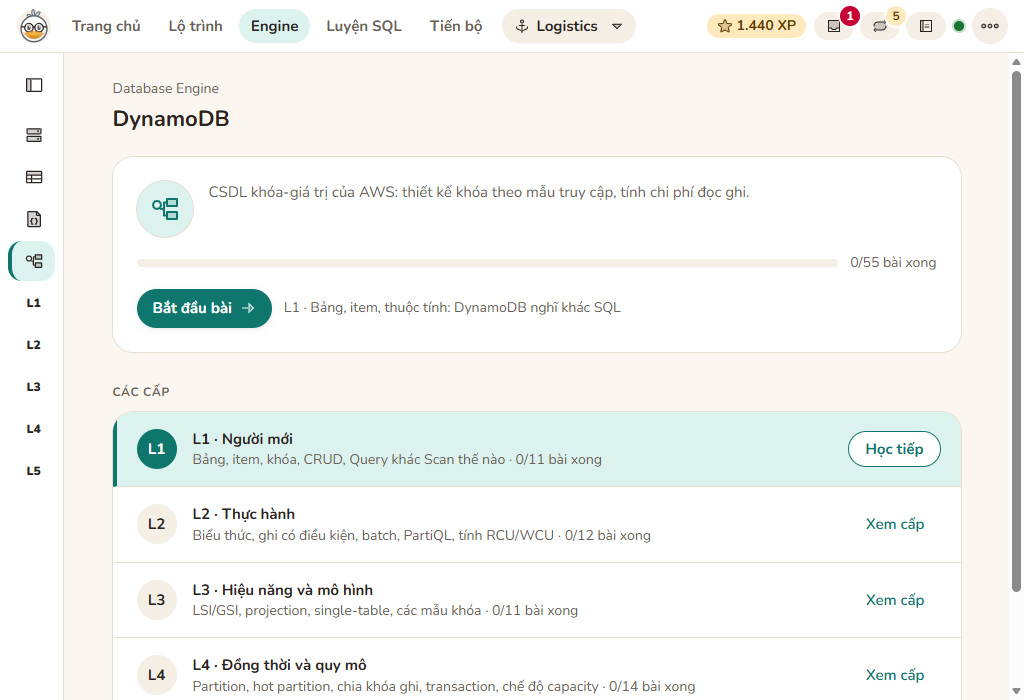 Trang chủ Lộ trình Engine Luyện SQL Tiến bộ Logistics 1.440 XP 1 5
Database Engine
DynamoDB
CSDL khóa-giá trị của AWS: thiết kế khóa theo mẫu truy cập, tính chi phí đọc ghi.
0/55 bài xong
Bắt đầu bài → L1 · Bảng, item, thuộc tính: DynamoDB nghĩ khác SQL
L1
L2
L3
L4
L5
CÁC CẤP
L1
L1 · Người mới
Bảng, item, khóa, CRUD, Query khác Scan thế nào · 0/11 bài xong
Học tiếp
L2
L2 · Thực hành
Biểu thức, ghi có điều kiện, batch, PartiQL, tính RCU/WCU · 0/12 bài xong
Xem cấp
L3
L3 · Hiệu năng và mô hình
LSI/GSI, projection, single-table, các mẫu khóa · 0/11 bài xong
Xem cấp
L4
L4 · Đồng thời và quy mô
Partition, hot partition, chia khóa ghi, transaction, chế độ capacity · 0/14 bài xong
Xem cấp